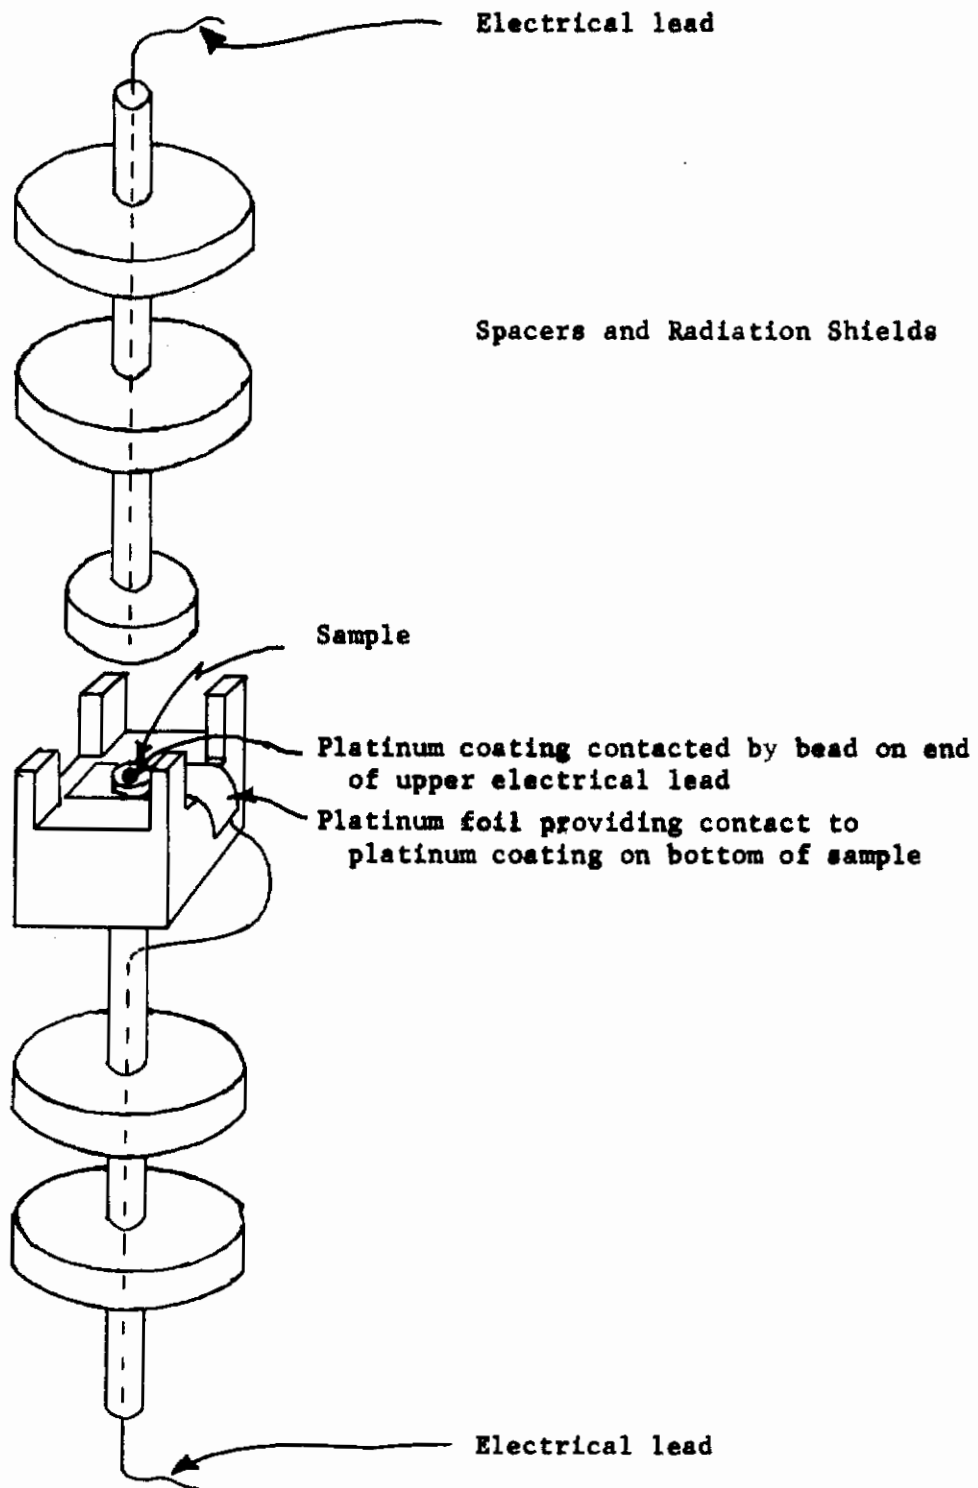 Electrical lead
Spacers and Radiation Shields
Sample
Platinum coating contacted by bead on end
of upper electrical lead
Platinum foil providing contact to
platinum coating on bottom of sample
Electrical lead